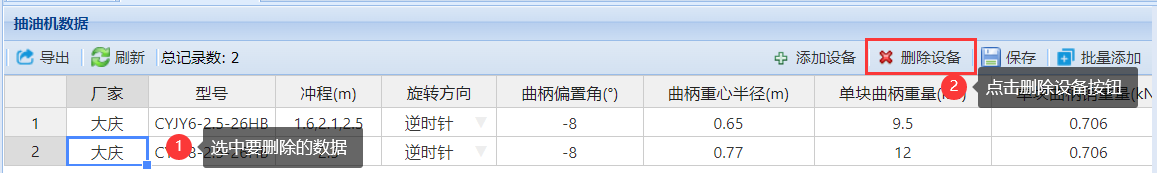 抽油机数据
导出 刷新 总记录数: 2 添加设备 删除设备 保存 批量添加
2 点击删除设备按钮
厂家 型号 冲程(m) 旋转方向 曲柄偏置角(°) 曲柄重心半径(m) 单块曲柄重量(
1 大庆 CYJY6-2.5-26HB 1.6,2.1,2.5 逆时针 -8 0.65 9.5 0.706
1 选中要删除的数据
2 大庆 逆时针 -8 0.77 12 0.706